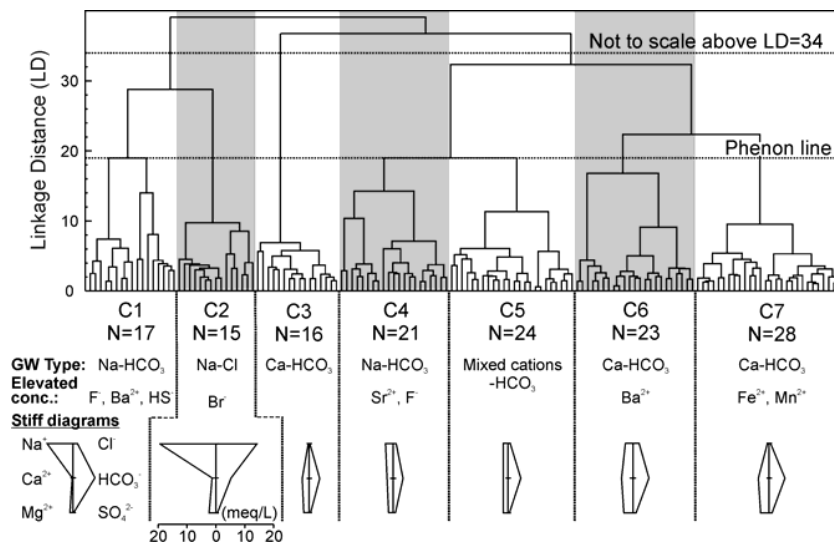 Not to scale above LD=34
Phenon line
Linkage Distance (LD)
30
20
10
0
C1 C2 C3 C4 C5 C6 C7
N=17 N=15 N=16 N=21 N=24 N=23 N=28
GW Type: Na-HCO₃ Na-Cl Ca-HCO₃ Na-HCO₃ Mixed cations -HCO₃ Ca-HCO₃ Ca-HCO₃
Elevated
conc.: F⁻, Ba²⁺, HS⁻ Br⁻ Sr²⁺, F⁻ Ba²⁺ Fe²⁺, Mn²⁺
Stiff diagrams
Na⁺ Cl⁻
Ca²⁺ HCO₃⁻
Mg²⁺ SO₄²⁻ (meq/L)
20 10 0 10 20